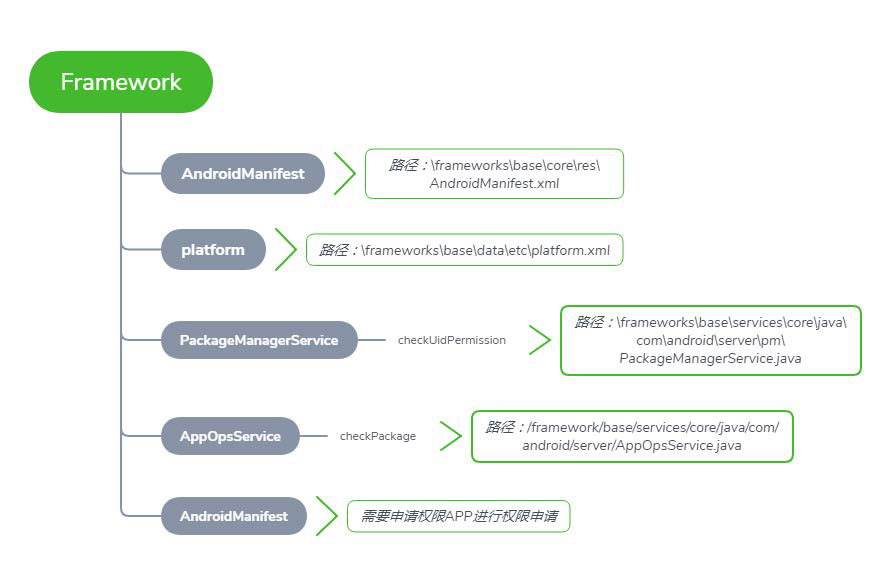 Framework
AndroidManifest
路径：\frameworks\base\core\res\
AndroidManifest.xml
platform
路径：\frameworks\base\data\etc\platform.xml
PackageManagerService
checkUidPermission
路径：\frameworks\base\services\core\java\
com\android\server\pm\
PackageManagerService.java
AppOpsService
checkPackage
路径：/framework/base/services/core/java/com/
android/server/AppOpsService.java
AndroidManifest
需要申请权限APP进行权限申请